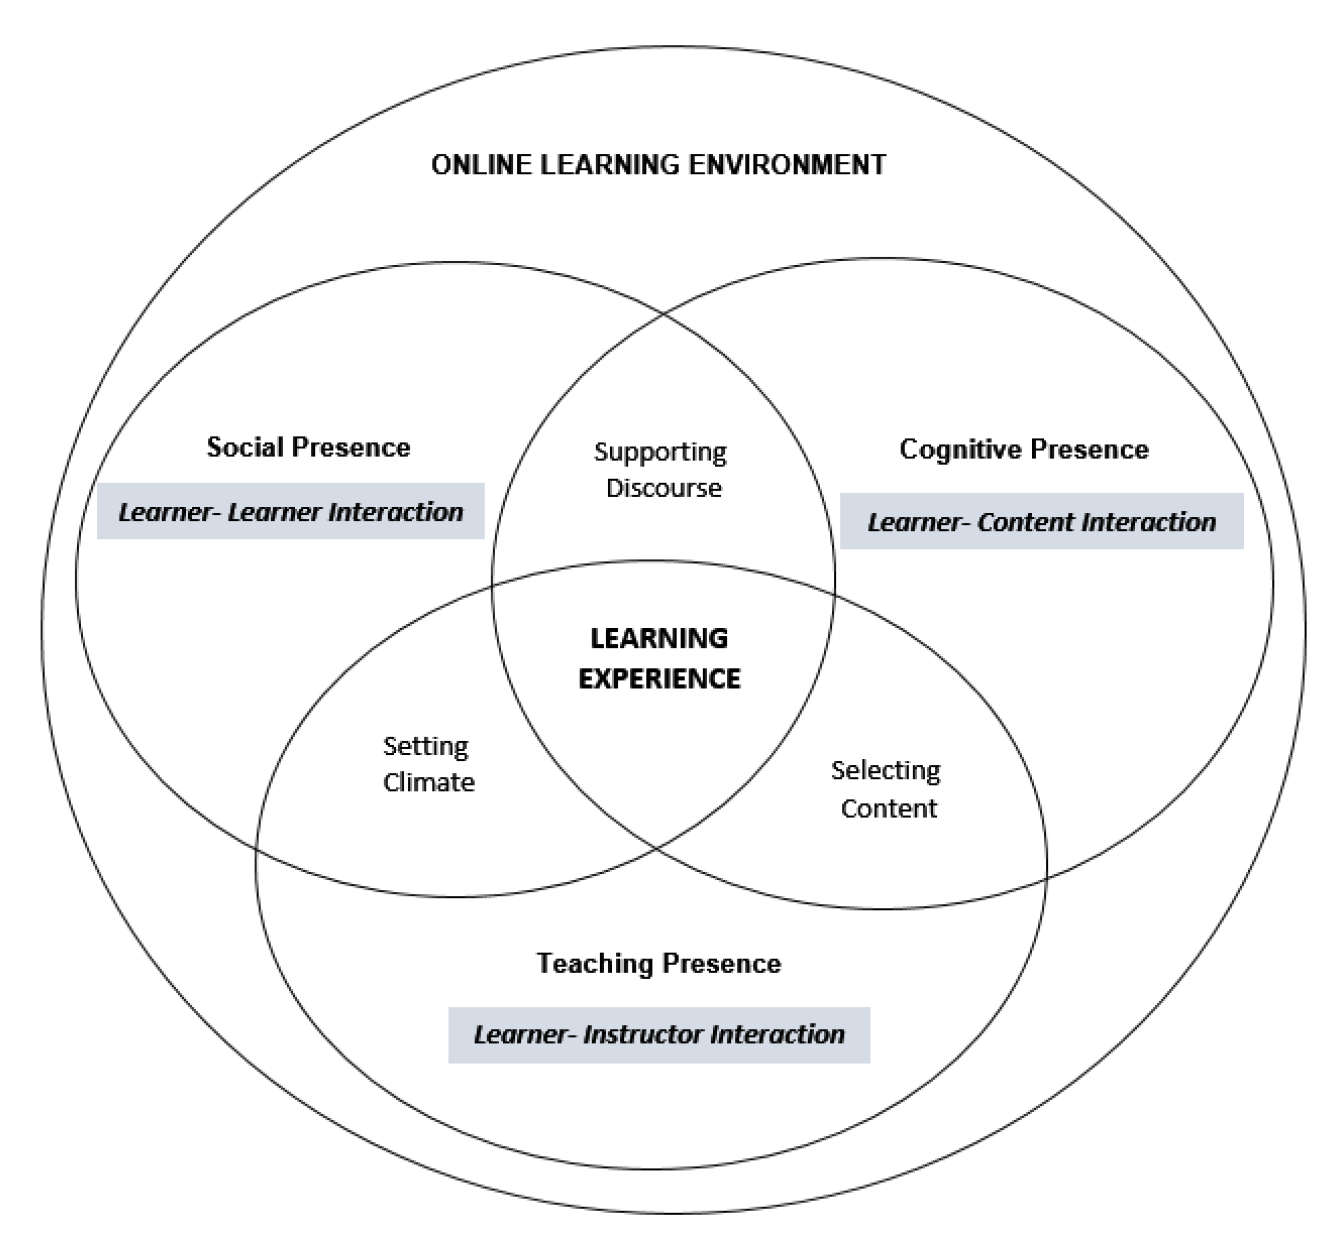 ONLINE LEARNING ENVIRONMENT
Social Presence
Learner- Learner Interaction
Supporting
Discourse
Cognitive Presence
Learner- Content Interaction
LEARNING
EXPERIENCE
Setting
Climate
Selecting
Content
Teaching Presence
Learner- Instructor Interaction